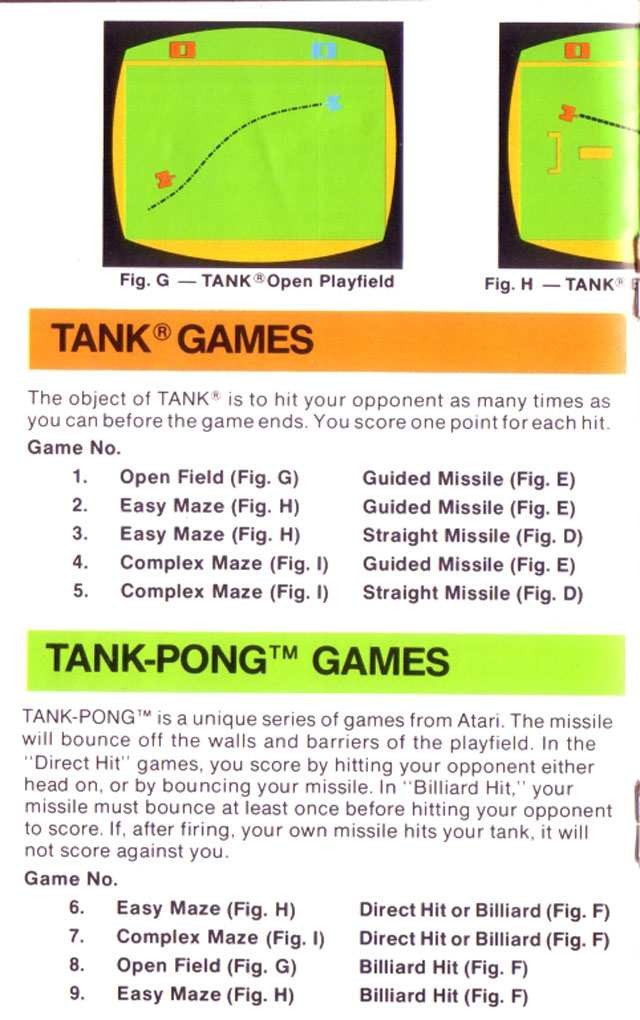 Fig. G — TANK® Open Playfield
Fig. H — TANK®
TANK® GAMES
The object of TANK® is to hit your opponent as many times as
you can before the game ends. You score one point for each hit.
Game No.
1. Open Field (Fig. G) Guided Missile (Fig. E)
2. Easy Maze (Fig. H) Guided Missile (Fig. E)
3. Easy Maze (Fig. H) Straight Missile (Fig. D)
4. Complex Maze (Fig. I) Guided Missile (Fig. E)
5. Complex Maze (Fig. I) Straight Missile (Fig. D)
TANK-PONG™ GAMES
TANK-PONG™ is a unique series of games from Atari. The missile
will bounce off the walls and barriers of the playfield. In the
"Direct Hit" games, you score by hitting your opponent either
head on, or by bouncing your missile. In "Billiard Hit," your
missile must bounce at least once before hitting your opponent
to score. If, after firing, your own missile hits your tank, it will
not score against you.
Game No.
6. Easy Maze (Fig. H) Direct Hit or Billiard (Fig. F)
7. Complex Maze (Fig. I) Direct Hit or Billiard (Fig. F)
8. Open Field (Fig. G) Billiard Hit (Fig. F)
9. Easy Maze (Fig. H) Billiard Hit (Fig. F)